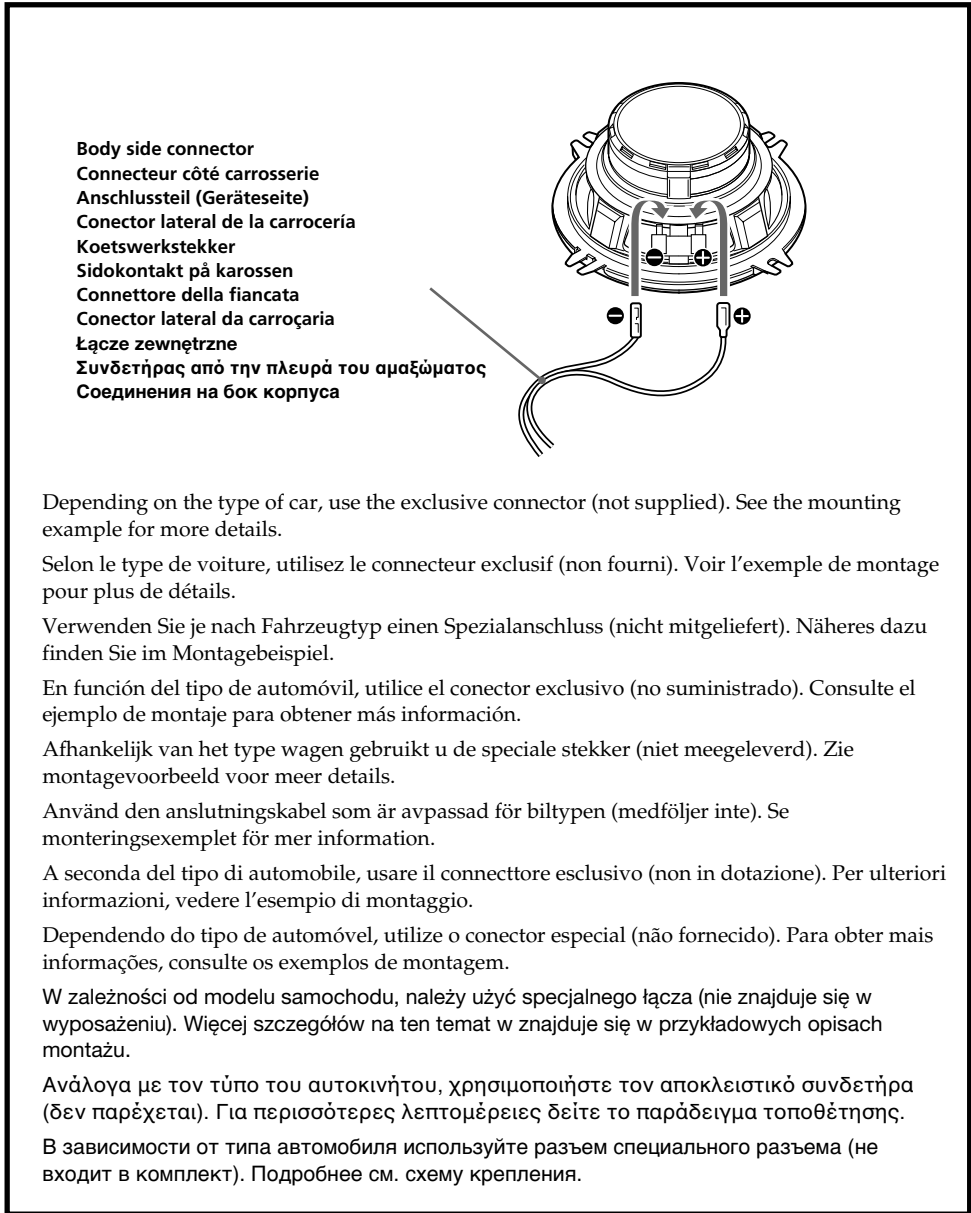 Body side connector
Connecteur côté carrosserie
Anschlussteil (Geräteseite)
Conector lateral de la carrocería
Koetswerkstekker
Sidokontakt på karossen
Connettore della fiancata
Conector lateral da carroçaria
Łącze zewnętrzne
Συνδετήρας από την πλευρά του αμαξώματος
Соединения на бок корпуса
Depending on the type of car, use the exclusive connector (not supplied). See the mounting
example for more details.
Selon le type de voiture, utilisez le connecteur exclusif (non fourni). Voir l'exemple de montage
pour plus de détails.
Verwenden Sie je nach Fahrzeugtyp einen Spezialanschluss (nicht mitgeliefert). Näheres dazu
finden Sie im Montagebeispiel.
En función del tipo de automóvil, utilice el conector exclusivo (no suministrado). Consulte el
ejemplo de montaje para obtener más información.
Afhankelijk van het type wagen gebruikt u de speciale stekker (niet meegeleverd). Zie
montagevoorbeeld voor meer details.
Använd den anslutningskabel som är avpassad för biltypen (medföljer inte). Se
monteringsexemplet för mer information.
A seconda del tipo di automobile, usare il connecttore esclusivo (non in dotazione). Per ulteriori
informazioni, vedere l'esempio di montaggio.
Dependendo do tipo de automóvel, utilize o conector especial (não fornecido). Para obter mais
informações, consulte os exemplos de montagem.
W zależności od modelu samochodu, należy użyć specjalnego łącza (nie znajduje się w
wyposażeniu). Więcej szczegółów na ten temat w znajduje się w przykładowych opisach
montażu.
Ανάλογα με τον τύπο του αυτοκινήτου, χρησιμοποιήστε τον αποκλειστικό συνδετήρα
(δεν παρέχεται). Για περισσότερες λεπτομέρειες δείτε το παράδειγμα τοποθέτησης.
В зависимости от типа автомобиля используйте разъем специального разъема (не
входит в комплект). Подробнее см. схему крепления.